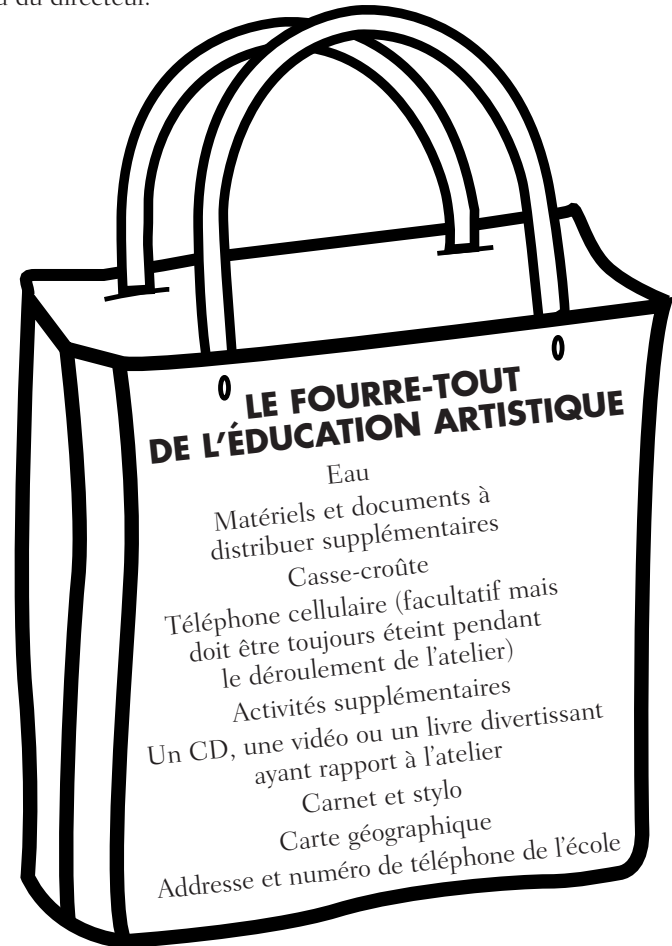 du directeur.
LE FOURRE-TOUT
DE L'ÉDUCATION ARTISTIQUE
Eau
Matériels et documents à
distribuer supplémentaires
Casse-croûte
Téléphone cellulaire (facultatif mais
doit être toujours éteint pendant
le déroulement de l'atelier)
Activités supplémentaires
Un CD, une vidéo ou un livre divertissant
ayant rapport à l'atelier
Carnet et stylo
Carte géographique
Addresse et numéro de téléphone de l'école